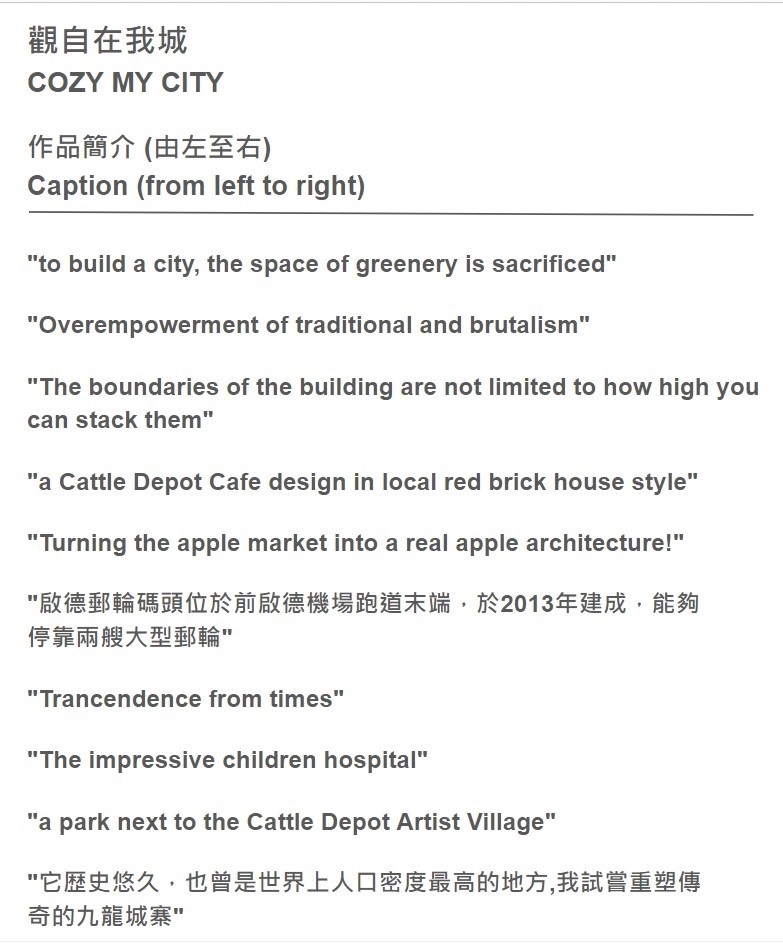 觀自在我城
COZY MY CITY
作品簡介 (由左至右)
Caption (from left to right)
"to build a city, the space of greenery is sacrificed"
"Overempowerment of traditional and brutalism"
"The boundaries of the building are not limited to how high you
can stack them"
"a Cattle Depot Cafe design in local red brick house style"
"Turning the apple market into a real apple architecture!"
"啟德郵輪碼頭位於前啟德機場跑道末端，於2013年建成，能夠
停靠兩艘大型郵輪"
"Trancendence from times"
"The impressive children hospital"
"a park next to the Cattle Depot Artist Village"
"它歷史悠久，也曾是世界上人口密度最高的地方,我試嘗重塑傳
奇的九龍城寨"